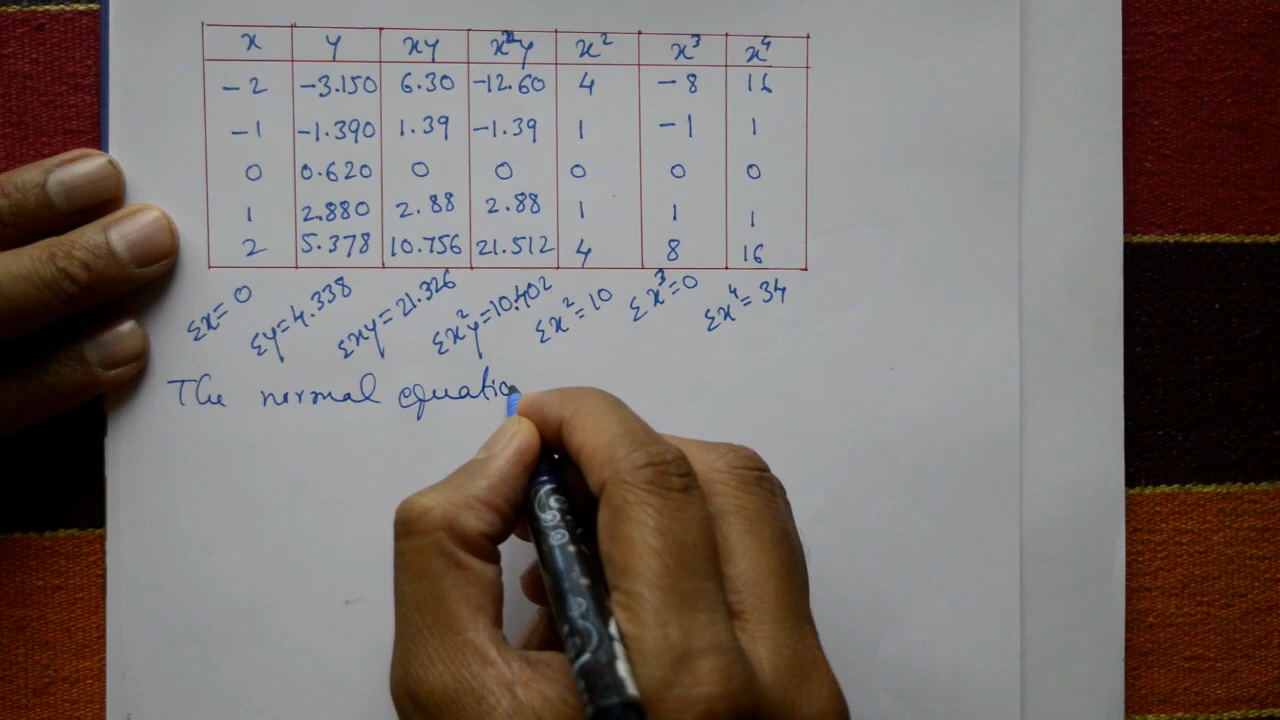 x y xy x²y x² x³ x⁴
-2 -3.150 6.30 -12.60 4 -8 16
-1 -1.390 1.39 -1.39 1 -1 1
0 0.620 0 0 0 0 0
1 2.880 2.88 2.88 1 1 1
2 5.378 10.756 21.512 4 8 16
Σx=0 Σy=4.338 Σxy=21.326 Σx²y=10.402 Σx²=10 Σx³=0 Σx⁴=34
The normal equatio